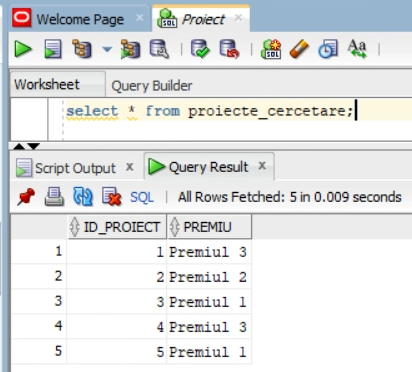 Welcome Page × Proiect ×
Worksheet Query Builder
select * from proiecte_cercetare;
Script Output × Query Result ×
SQL | All Rows Fetched: 5 in 0.009 seconds
ID_PROIECT PREMIU
1 1 Premiul 3
2 2 Premiul 2
3 3 Premiul 1
4 4 Premiul 3
5 5 Premiul 1